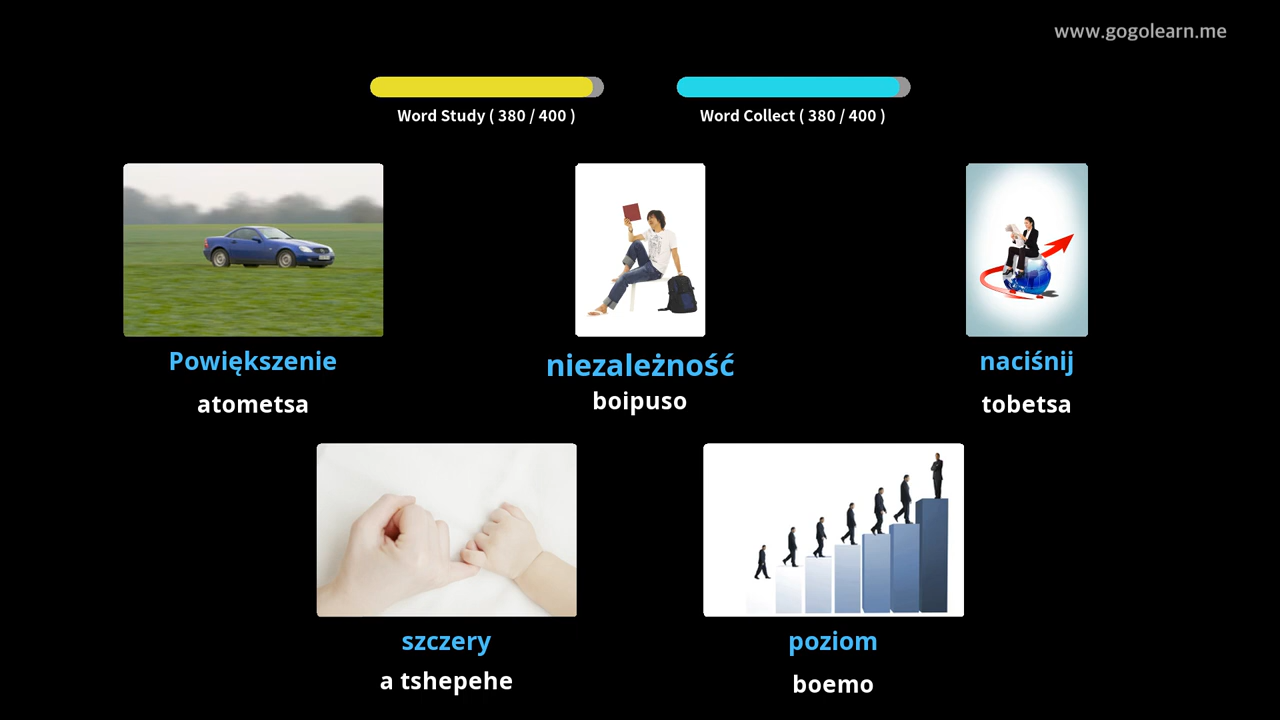 www.gogolearn.me
Word Study ( 380 / 400 )
Word Collect ( 380 / 400 )
Powiększenie
atometsa
niezależność
boipuso
naciśnij
tobetsa
szczery
a tshepehe
poziom
boemo